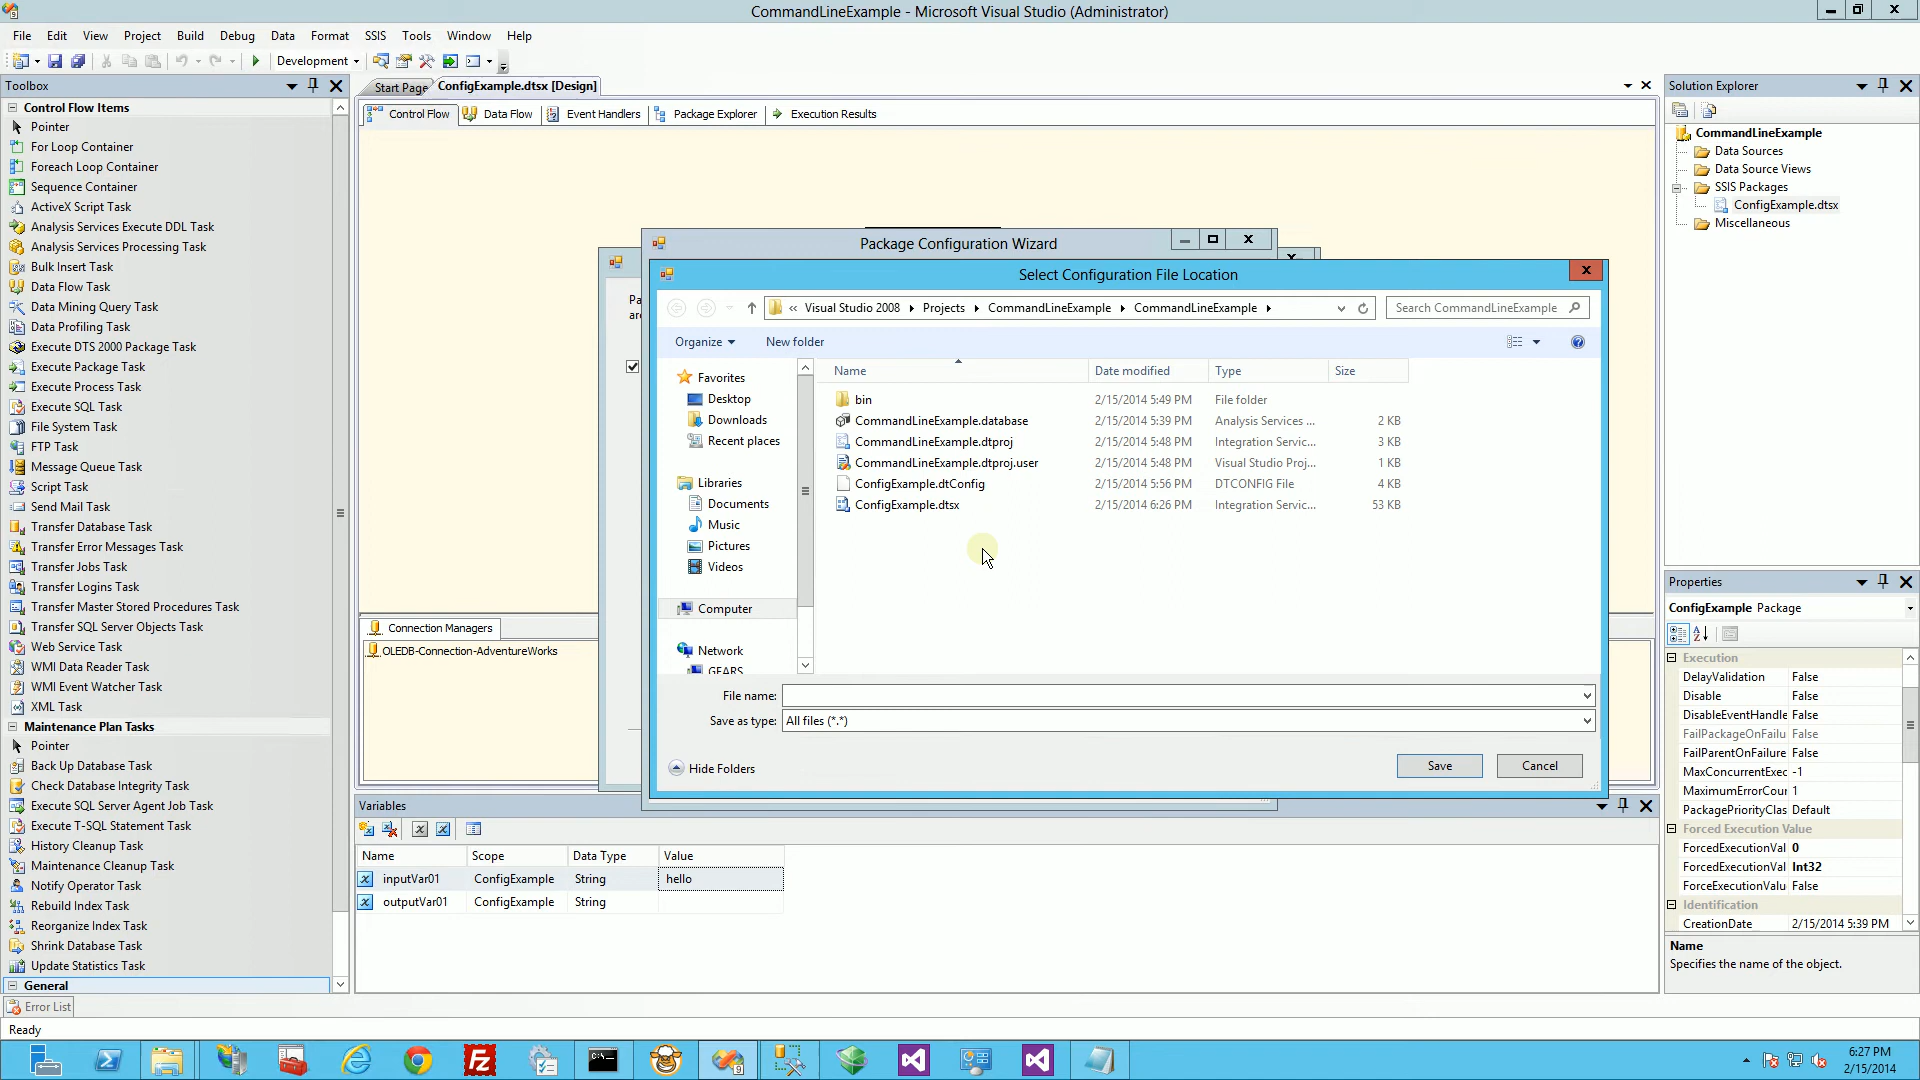 CommandLineExample - Microsoft Visual Studio (Administrator)
File Edit View Project Build Debug Data Format SSIS Tools Window Help
Development
Toolbox
Control Flow Items
Pointer
For Loop Container
Foreach Loop Container
Sequence Container
ActiveX Script Task
Analysis Services Execute DDL Task
Analysis Services Processing Task
Bulk Insert Task
Data Flow Task
Data Mining Query Task
Data Profiling Task
Execute DTS 2000 Package Task
Execute Package Task
Execute Process Task
Execute SQL Task
File System Task
FTP Task
Message Queue Task
Script Task
Send Mail Task
Transfer Database Task
Transfer Error Messages Task
Transfer Jobs Task
Transfer Logins Task
Transfer Master Stored Procedures Task
Transfer SQL Server Objects Task
Web Service Task
WMI Data Reader Task
WMI Event Watcher Task
XML Task
Maintenance Plan Tasks
Pointer
Back Up Database Task
Check Database Integrity Task
Execute SQL Server Agent Job Task
Execute T-SQL Statement Task
History Cleanup Task
Maintenance Cleanup Task
Notify Operator Task
Rebuild Index Task
Reorganize Index Task
Shrink Database Task
Update Statistics Task
General
Error List
Ready
Start Page ConfigExample.dtsx [Design]
Control Flow Data Flow Event Handlers Package Explorer Execution Results
Package Configuration Wizard
Pa
are
Select Configuration File Location
« Visual Studio 2008 Projects CommandLineExample CommandLineExample
Search CommandLineExample
Organize New folder
Favorites
Desktop
Downloads
Recent places
Libraries
Documents
Music
Pictures
Videos
Computer
Network
GEARS
Name Date modified Type Size
bin 2/15/2014 5:49 PM File folder
CommandLineExample.database 2/15/2014 5:39 PM Analysis Services ... 2 KB
CommandLineExample.dtproj 2/15/2014 5:48 PM Integration Servic... 3 KB
CommandLineExample.dtproj.user 2/15/2014 5:48 PM Visual Studio Proj... 1 KB
ConfigExample.dtConfig 2/15/2014 5:56 PM DTCONFIG File 4 KB
ConfigExample.dtsx 2/15/2014 6:26 PM Integration Servic... 53 KB
File name:
Save as type: All files (*.*)
Hide Folders Save Cancel
Connection Managers
OLEDB-Connection-AdventureWorks
Variables
Name Scope Data Type Value
inputVar01 ConfigExample String hello
outputVar01 ConfigExample String
Solution Explorer
CommandLineExample
Data Sources
Data Source Views
SSIS Packages
ConfigExample.dtsx
Miscellaneous
Properties
ConfigExample Package
Execution
DelayValidation False
Disable False
DisableEventHandle False
FailPackageOnFailu False
FailParentOnFailure False
MaxConcurrentExec -1
MaximumErrorCour 1
PackagePriorityClas Default
Forced Execution Value
ForcedExecutionVal 0
ForcedExecutionVal Int32
ForceExecutionValu False
Identification
CreationDate 2/15/2014 5:39 PM
Name
Specifies the name of the object.
6:27 PM
2/15/2014